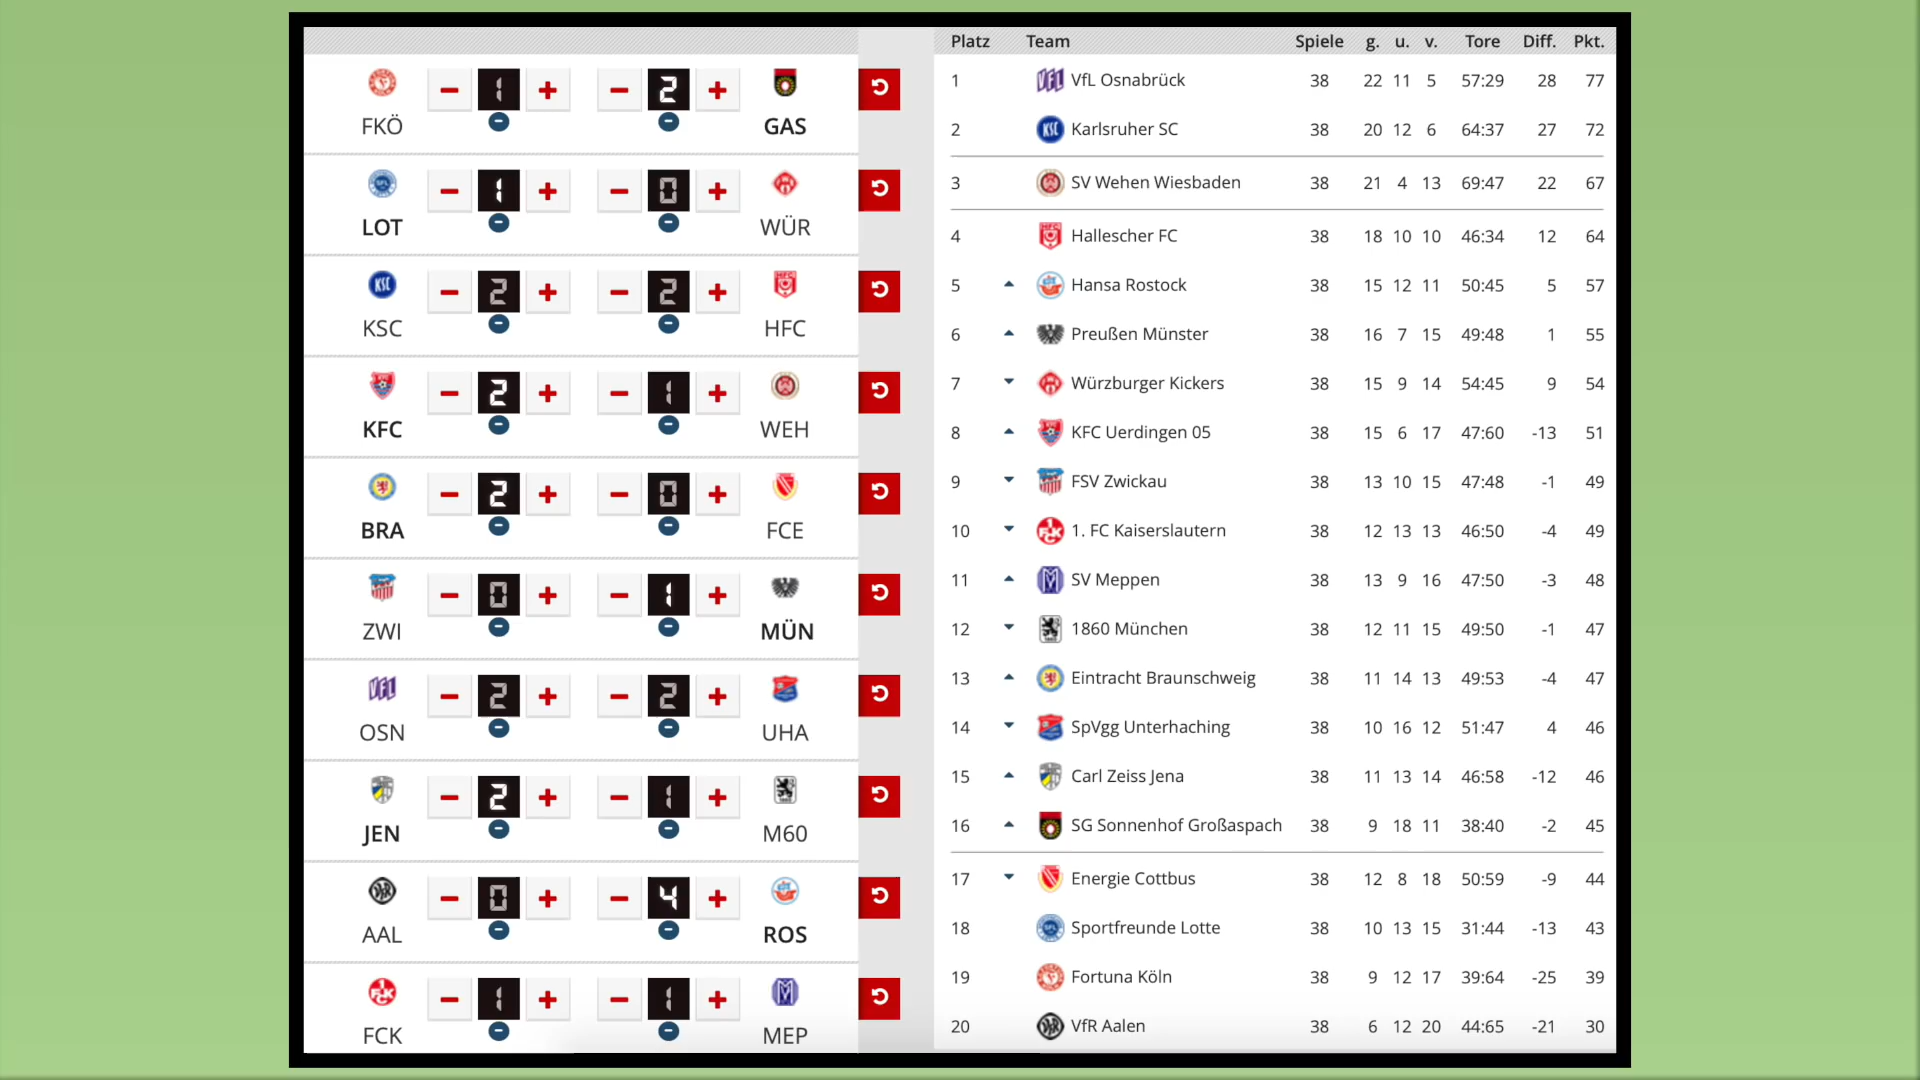 FKÖ 1 2 GAS
LOT 1 0 WÜR
KSC 2 2 HFC
KFC 2 1 WEH
BRA 2 0 FCE
ZWI 0 1 MÜN
OSN 2 2 UHA
JEN 2 1 M60
AAL 0 4 ROS
FCK 1 1 MEP
Platz Team Spiele g. u. v. Tore Diff. Pkt.
1 VfL Osnabrück 38 22 11 5 57:29 28 77
2 Karlsruher SC 38 20 12 6 64:37 27 72
3 SV Wehen Wiesbaden 38 21 4 13 69:47 22 67
4 Hallescher FC 38 18 10 10 46:34 12 64
5 Hansa Rostock 38 15 12 11 50:45 5 57
6 Preußen Münster 38 16 7 15 49:48 1 55
7 Würzburger Kickers 38 15 9 14 54:45 9 54
8 KFC Uerdingen 05 38 15 6 17 47:60 -13 51
9 FSV Zwickau 38 13 10 15 47:48 -1 49
10 1. FC Kaiserslautern 38 12 13 13 46:50 -4 49
11 SV Meppen 38 13 9 16 47:50 -3 48
12 1860 München 38 12 11 15 49:50 -1 47
13 Eintracht Braunschweig 38 11 14 13 49:53 -4 47
14 SpVgg Unterhaching 38 10 16 12 51:47 4 46
15 Carl Zeiss Jena 38 11 13 14 46:58 -12 46
16 SG Sonnenhof Großaspach 38 9 18 11 38:40 -2 45
17 Energie Cottbus 38 12 8 18 50:59 -9 44
18 Sportfreunde Lotte 38 10 13 15 31:44 -13 43
19 Fortuna Köln 38 9 12 17 39:64 -25 39
20 VfR Aalen 38 6 12 20 44:65 -21 30